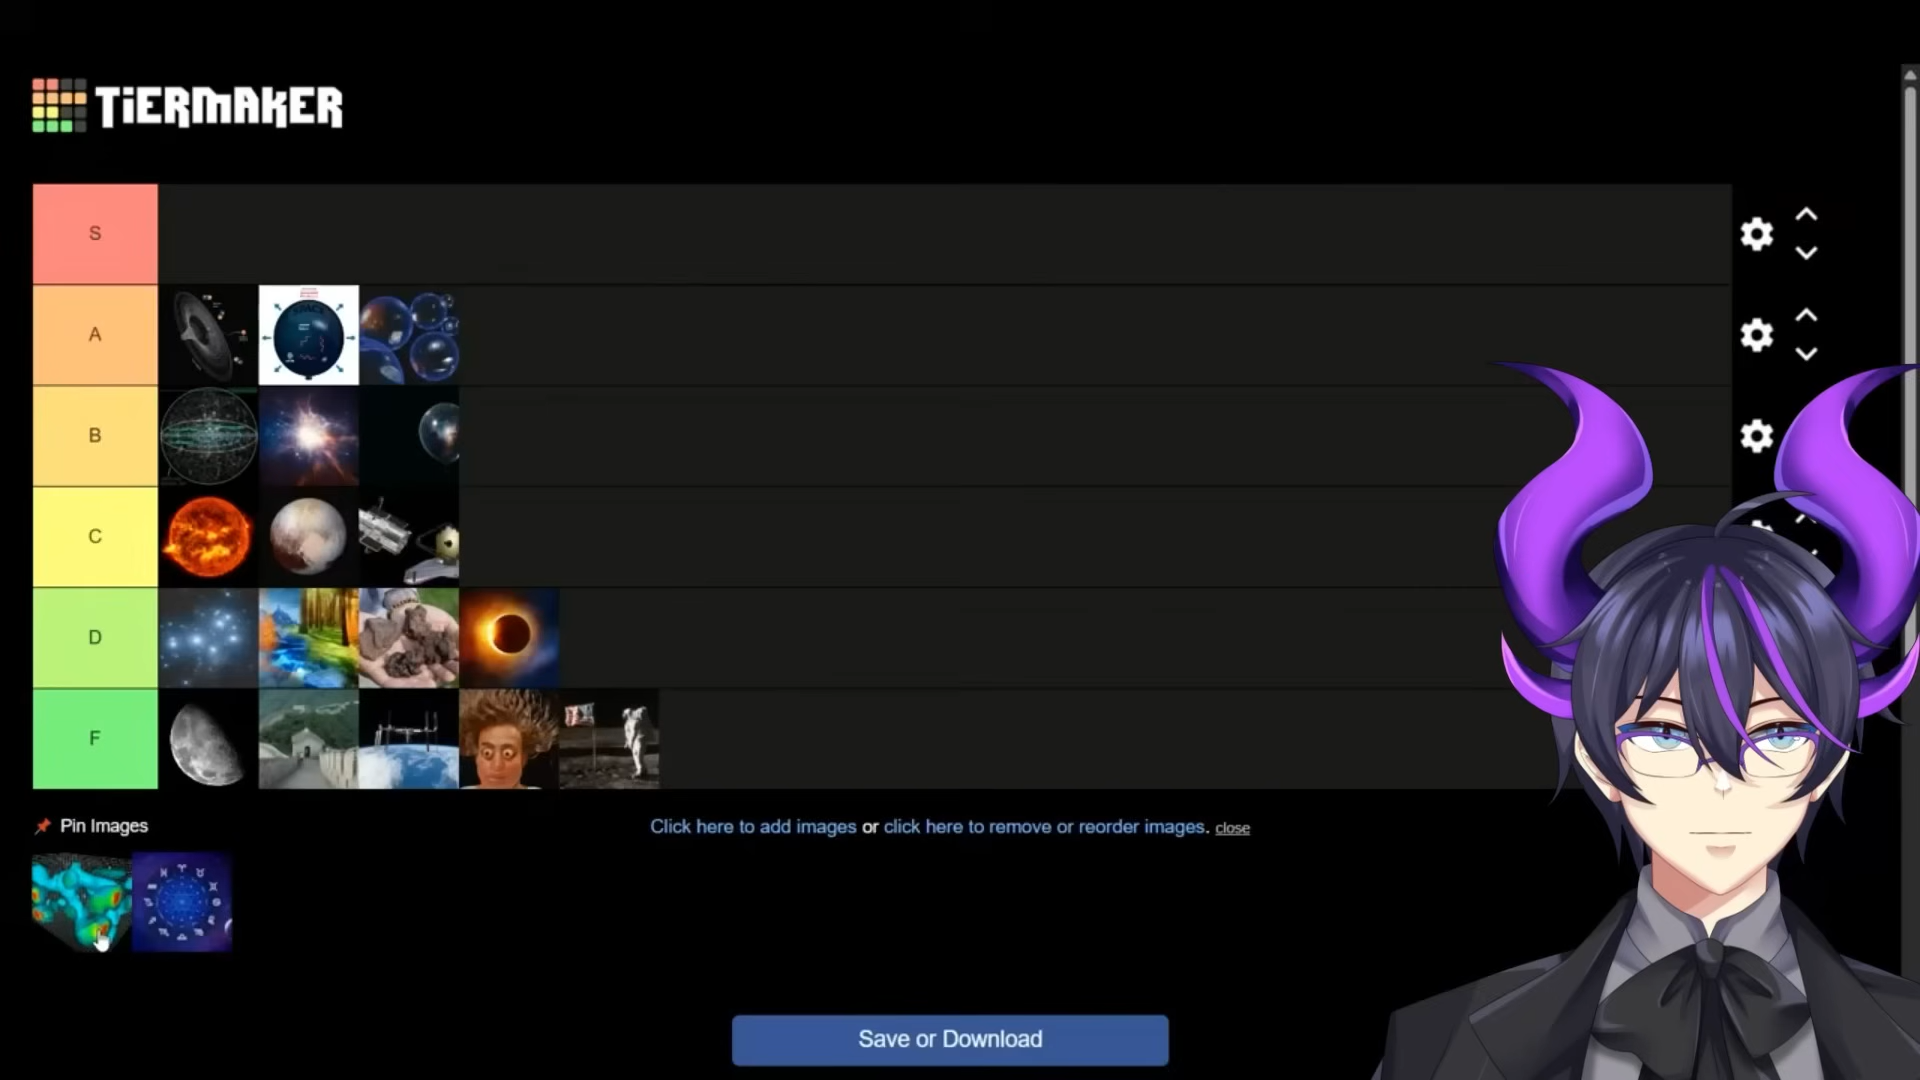 TiERMAKER
S
A
SPACE
B
C
D
F
Pin Images
Click here to add images or click here to remove or reorder images. close
Save or Download